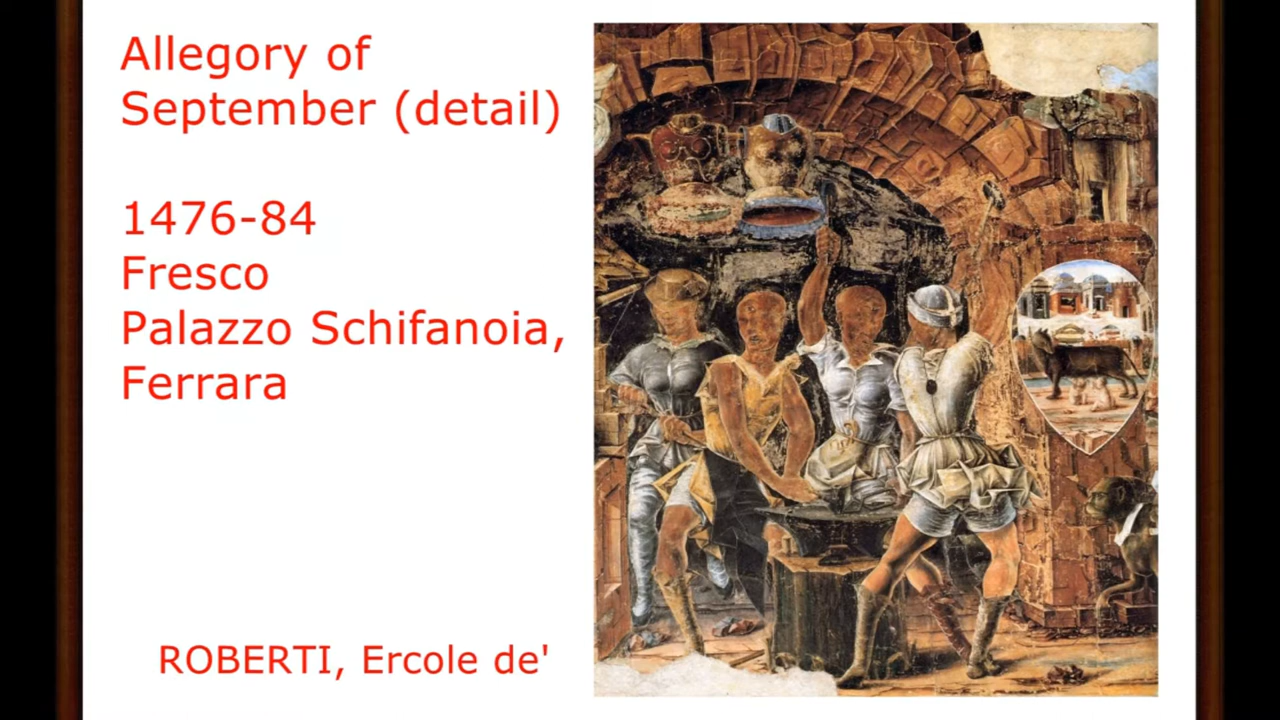 Allegory of
September (detail)
1476-84
Fresco
Palazzo Schifanoia,
Ferrara
ROBERTI, Ercole de'